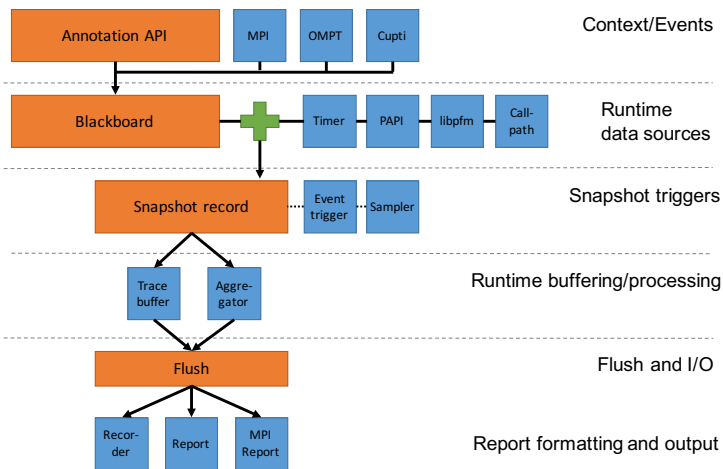 Annotation API
MPI
OMPT
Cupti
Context/Events
Blackboard
Timer
PAPI
libpfm
Call-
path
Runtime
data sources
Snapshot record
Event
trigger
Sampler
Snapshot triggers
Trace
buffer
Aggre-
gator
Runtime buffering/processing
Flush
Flush and I/O
Recor-
der
Report
MPI
Report
Report formatting and output